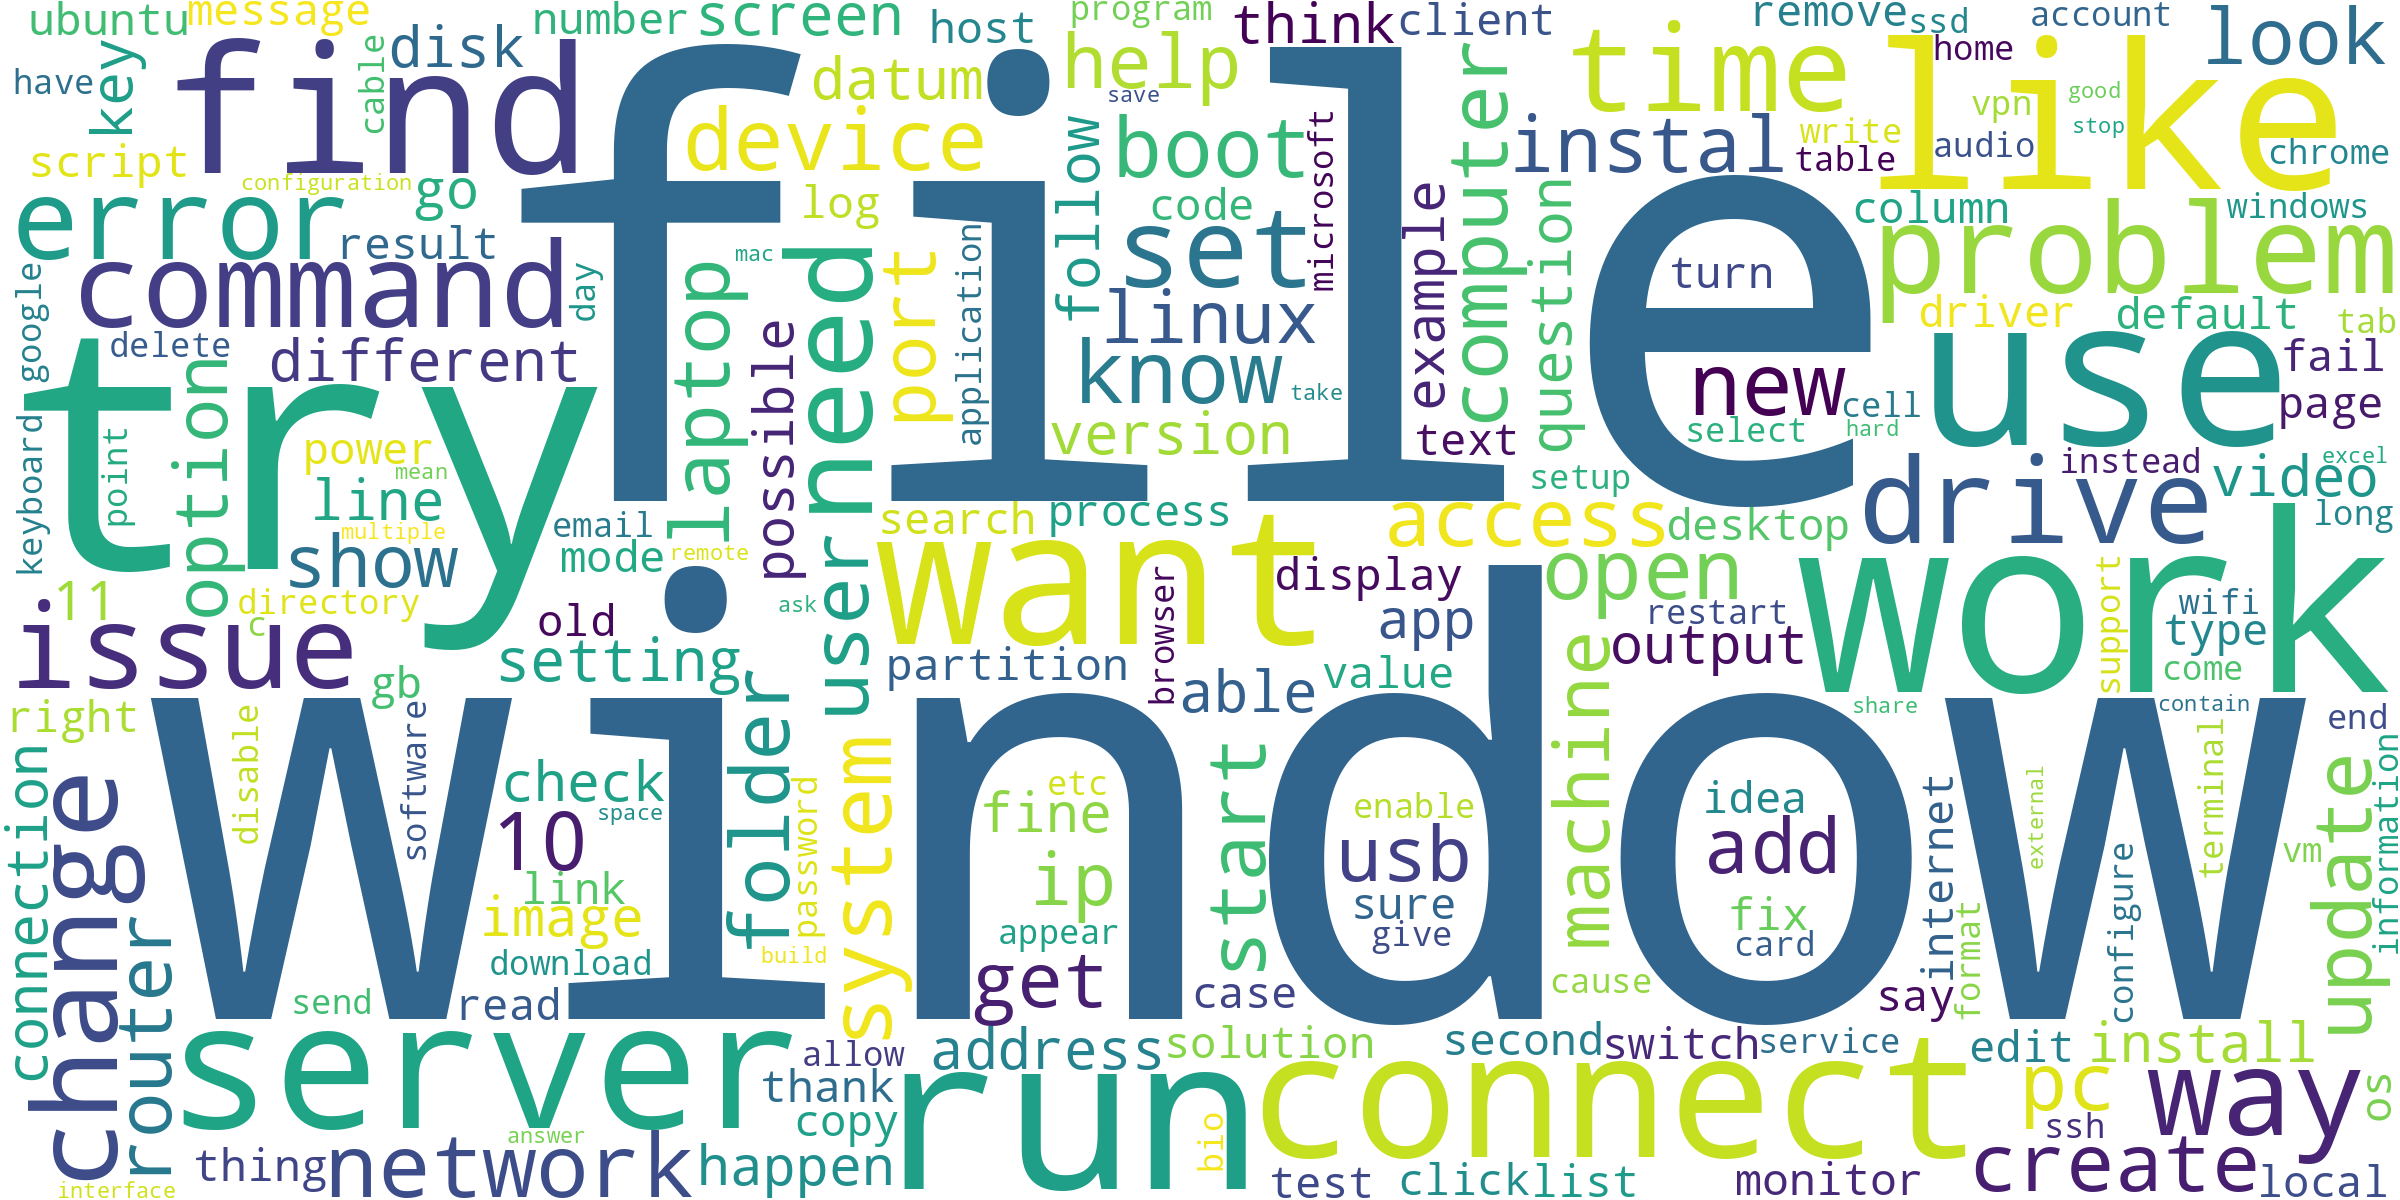 ubuntu
message
number
screen
host
program
think
client
remove
ssd
account
look
have
key
cable
find
disk
datum
help
save
time
home
like
vpn
good
stop
chrome
script
configuration
go
device
log
boot
code
microsoft
follow
computer
instal
write
table
audio
error
result
file
set
example
question
column
windows
problem
command
day
mac
need
port
application
linux
turn
driver
default
tab
google
delete
different
try
option
laptop
possible
know
take
version
text
new
cell
select
hard
use
fail
page
keyboard
point
power
mean
line
multiple
email
mode
remote
search
process
setup
access
desktop
drive
instead
video
excel
long
show
11
directory
c
issue
old
ask
user
want
browser
display
app
open
restart
output
work
support
wifi
type
come
setting
gb
right
partition
able
value
machine
share
contain
end
connection
disable
software
window
check
space
folder
password
system
etc
fine
start
enable
idea
internet
external
terminal
vm
update
information
change
10
link
image
download
build
ip
appear
get
usb
sure
give
add
fix
card
cause
case
say
format
configure
router
send
read
server
allow
address
solution
second
switch
service
edit
install
os
thank
copy
run
bio
connect
pc
way
ssh
answer
thing
network
happen
test
click
list
monitor
create
local
interface